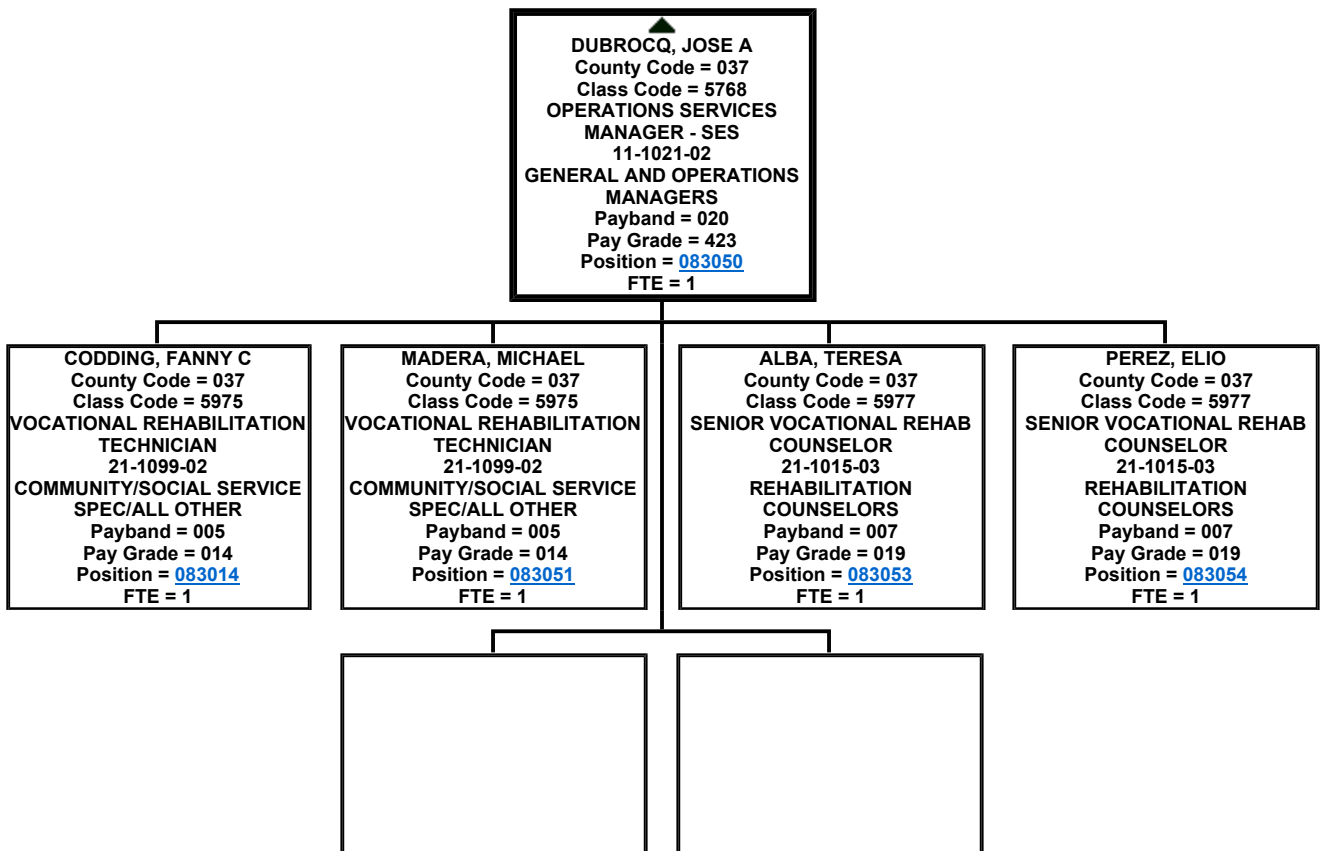 DUBROCQ, JOSE A
County Code = 037
Class Code = 5768
OPERATIONS SERVICES
MANAGER - SES
11-1021-02
GENERAL AND OPERATIONS
MANAGERS
Payband = 020
Pay Grade = 423
Position = 083050
FTE = 1
CODDING, FANNY C
County Code = 037
Class Code = 5975
VOCATIONAL REHABILITATION
TECHNICIAN
21-1099-02
COMMUNITY/SOCIAL SERVICE
SPEC/ALL OTHER
Payband = 005
Pay Grade = 014
Position = 083014
FTE = 1
MADERA, MICHAEL
County Code = 037
Class Code = 5975
VOCATIONAL REHABILITATION
TECHNICIAN
21-1099-02
COMMUNITY/SOCIAL SERVICE
SPEC/ALL OTHER
Payband = 005
Pay Grade = 014
Position = 083051
FTE = 1
ALBA, TERESA
County Code = 037
Class Code = 5977
SENIOR VOCATIONAL REHAB
COUNSELOR
21-1015-03
REHABILITATION
COUNSELORS
Payband = 007
Pay Grade = 019
Position = 083053
FTE = 1
PEREZ, ELIO
County Code = 037
Class Code = 5977
SENIOR VOCATIONAL REHAB
COUNSELOR
21-1015-03
REHABILITATION
COUNSELORS
Payband = 007
Pay Grade = 019
Position = 083054
FTE = 1